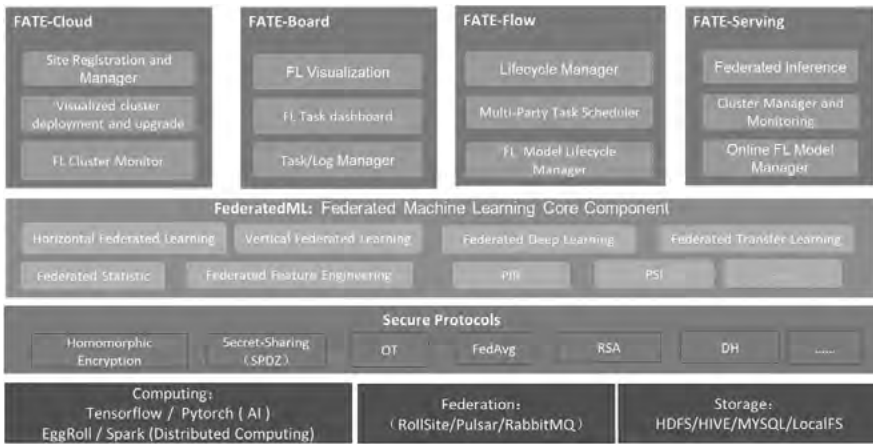 FATE-Cloud
Site Registration and
Manager
Visualized cluster
deployment and upgrade
FL Cluster Monitor
FATE-Board
FL Visualization
FL Task dashboard
Task/Log Manager
FATE-Flow
Lifecycle Manager
Multi-Party Task Scheduler
FL Model Lifecycle
Manager
FATE-Serving
Federated Inference
Cluster Manager and
Monitoring
Online FL Model
Manager
FederatedML: Federated Machine Learning Core Component
Horizontal Federated Learning
Vertical Federated Learning
Federated Deep Learning
Federated Transfer Learning
Federated Statistic
Federated Feature Engineering
PIR
PSI
Secure Protocols
Homomorphic
Encryption
Secret-Sharing
（SPDZ）
OT
FedAvg
RSA
DH
......
Computing：
Tensorflow / Pytorch ( AI )
EggRoll / Spark (Distributed Computing)
Federation：
（RollSite/Pulsar/RabbitMQ）
Storage：
HDFS/HIVE/MYSQL/LocalFS